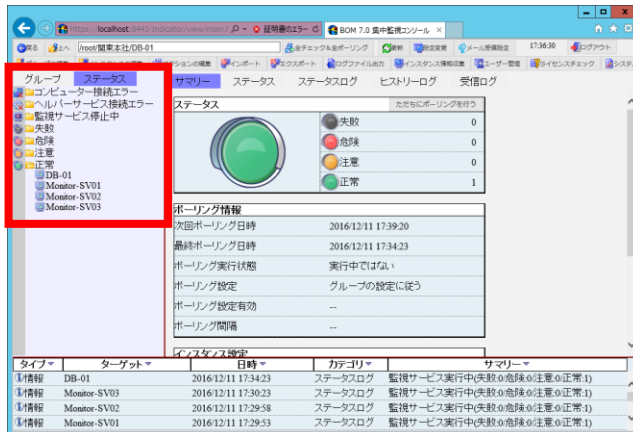 https://localhost:8443/Indicator/view/main.l
証明書のエラー
BOM 7.0 集中監視コンソール
戻る
上へ
/root/関東本社/DB-01
全チェック&全ポーリング
更新
設定変更
メール受信設定
17:36:30
ログアウト
インポート
エクスポート
ログファイル出力
インスタンス情報収集
ユーザー管理
ライセンスチェック
グループ ステータス
サマリー ステータス ステータスログ ヒストリーログ 受信ログ
コンピューター接続エラー
ヘルパーサービス接続エラー
監視サービス停止中
失敗
危険
注意
正常
DB-01
Monitor-SV01
Monitor-SV02
Monitor-SV03
ステータス ただちにポーリングを行う
失敗 0
危険 0
注意 0
正常 1
ポーリング情報
次回ポーリング日時 2016/12/11 17:39:20
最終ポーリング日時 2016/12/11 17:34:23
ポーリング実行状態 実行中ではない
ポーリング設定 グループの設定に従う
ポーリング設定有効 --
ポーリング間隔 --
インスタンス設定
タイプ ターゲット 日時 カテゴリ サマリー
情報 DB-01 2016/12/11 17:34:23 ステータスログ 監視サービス実行中(失敗:0/危険:0/注意:0/正常:1)
情報 Monitor-SV03 2016/12/11 17:30:23 ステータスログ 監視サービス実行中(失敗:0/危険:0/注意:0/正常:1)
情報 Monitor-SV02 2016/12/11 17:29:58 ステータスログ 監視サービス実行中(失敗:0/危険:0/注意:0/正常:1)
情報 Monitor-SV01 2016/12/11 17:29:53 ステータスログ 監視サービス実行中(失敗:0/危険:0/注意:0/正常:1)